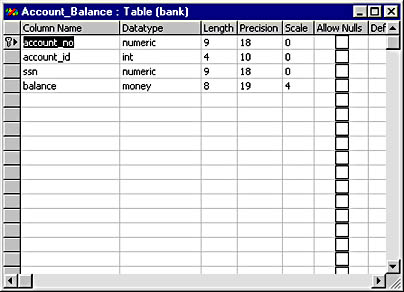 Account_Balance : Table (bank)
Column Name Datatype Length Precision Scale Allow Nulls Def
account_no numeric 9 18 0
account_id int 4 10 0
ssn numeric 9 18 0
balance money 8 19 4